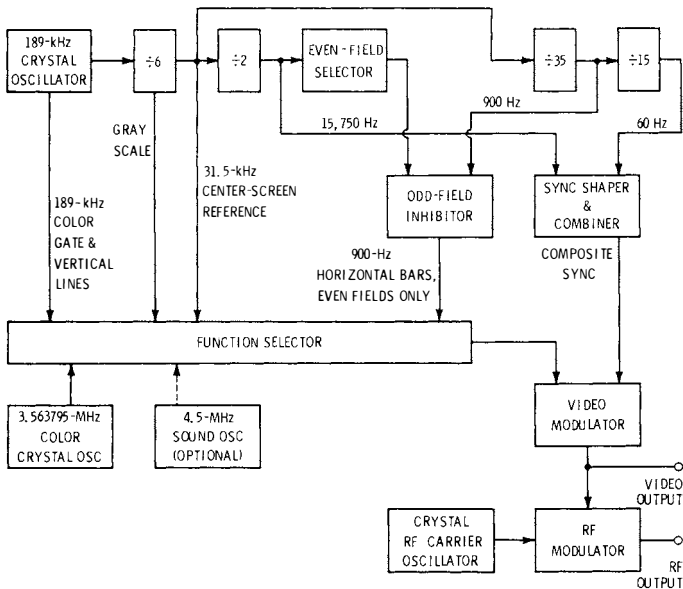 189-kHz
CRYSTAL
OSCILLATOR
÷6
÷2
EVEN-FIELD
SELECTOR
÷35
÷15
900 Hz
15,750 Hz
60 Hz
GRAY
SCALE
31.5-kHz
CENTER-SCREEN
REFERENCE
189-kHz
COLOR
GATE &
VERTICAL
LINES
ODD-FIELD
INHIBITOR
SYNC SHAPER
&
COMBINER
900-Hz
HORIZONTAL BARS,
EVEN FIELDS ONLY
COMPOSITE
SYNC
FUNCTION SELECTOR
3.563795-MHz
COLOR
CRYSTAL OSC
4.5-MHz
SOUND OSC
(OPTIONAL)
VIDEO
MODULATOR
VIDEO
OUTPUT
CRYSTAL
RF CARRIER
OSCILLATOR
RF
MODULATOR
RF
OUTPUT